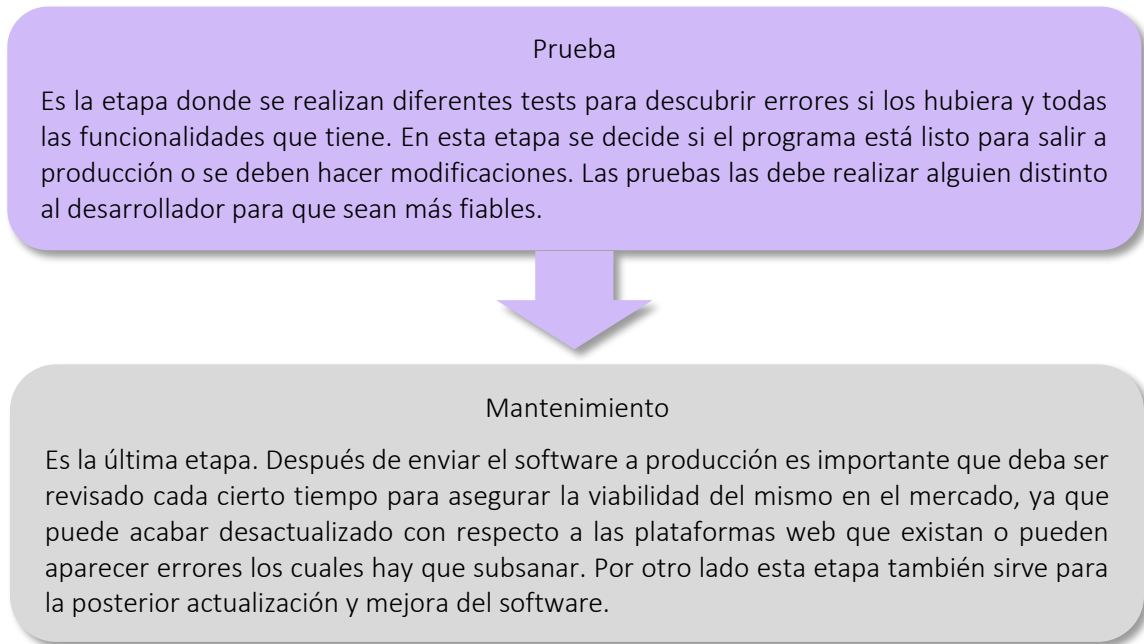 Prueba
Es la etapa donde se realizan diferentes tests para descubrir errores si los hubiera y todas
las funcionalidades que tiene. En esta etapa se decide si el programa está listo para salir a
producción o se deben hacer modificaciones. Las pruebas las debe realizar alguien distinto
al desarrollador para que sean más fiables.
Mantenimiento
Es la última etapa. Después de enviar el software a producción es importante que deba ser
revisado cada cierto tiempo para asegurar la viabilidad del mismo en el mercado, ya que
puede acabar desactualizado con respecto a las plataformas web que existan o pueden
aparecer errores los cuales hay que subsanar. Por otro lado esta etapa también sirve para
la posterior actualización y mejora del software.